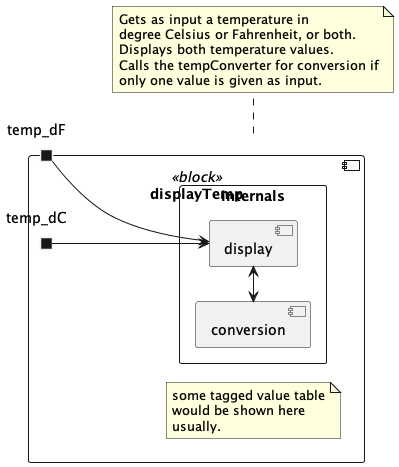 Gets as input a temperature in
degree Celsius or Fahrenheit, or both.
Displays both temperature values.
Calls the tempConverter for conversion if
only one value is given as input.
temp_dF
«block»
displayTemp
Internals
temp_dC
display
conversion
some tagged value table
would be shown here
usually.